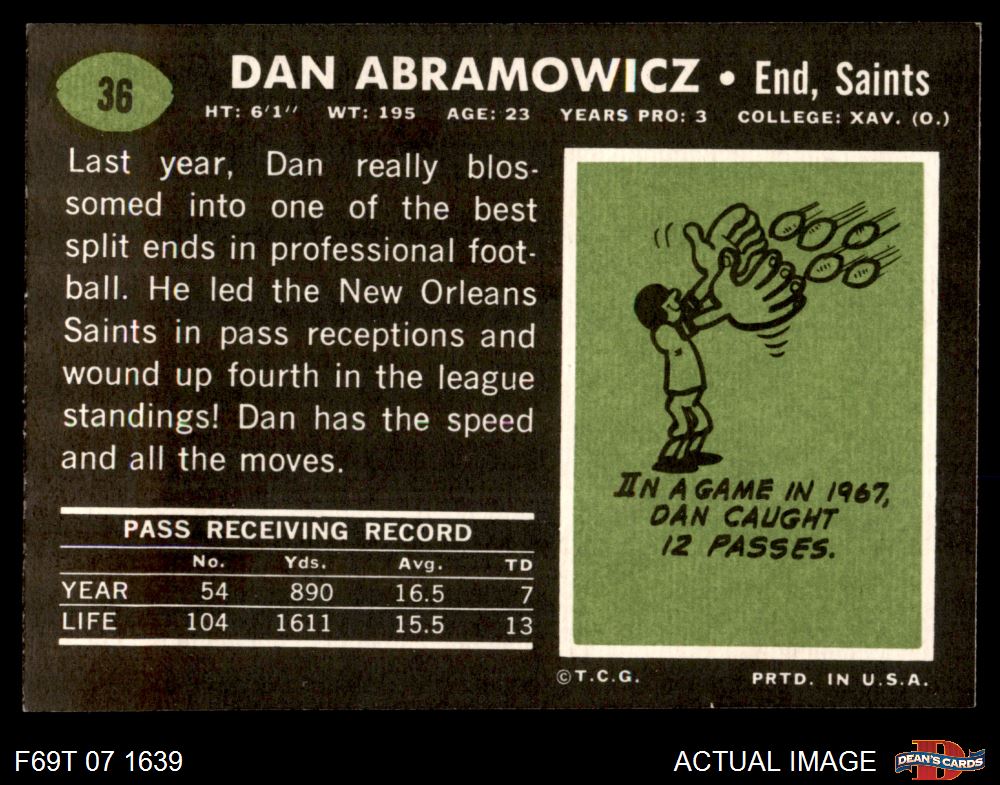 36
DAN ABRAMOWICZ • End, Saints
HT: 6'1" WT: 195 AGE: 23 YEARS PRO: 3 COLLEGE: XAV. (O.)
Last year, Dan really blos-
somed into one of the best
split ends in professional foot-
ball. He led the New Orleans
Saints in pass receptions and
wound up fourth in the league
standings! Dan has the speed
and all the moves.
PASS RECEIVING RECORD
No. Yds. Avg. TD
YEAR 54 890 16.5 7
LIFE 104 1611 15.5 13
IN A GAME IN 1967,
DAN CAUGHT
12 PASSES.
©T.C.G. PRTD. IN U.S.A.
F69T 07 1639
ACTUAL IMAGE
D
DEAN'S CARDS